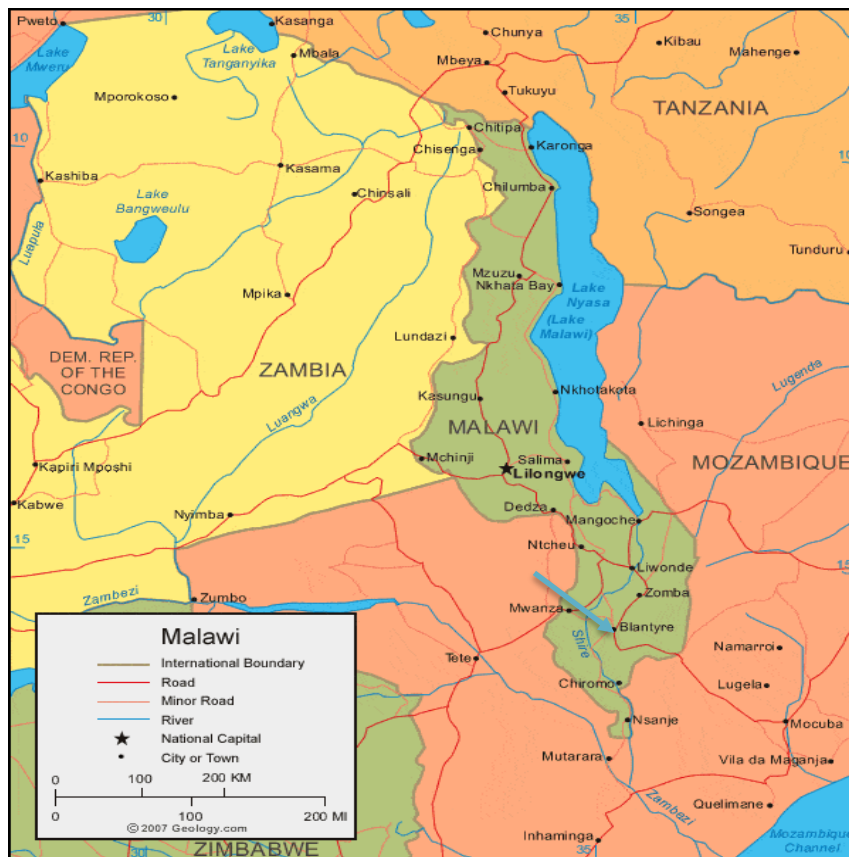 30
35
Pweto
Kasanga
Chunya
Kibau
Lake
Mweru
Lake
Tanganyika
Mbala
Mbeya
Mahenge
Mporokoso
Tukuyu
TANZANIA
10
Chitipa
Karonga
10
Kashiba
Kasama
Chisenga
Chinsali
Chilumba
Lake
Bangweulu
Songea
Luapula
Tunduru
Mzuzu
Nkhata Bay
Lake
Nyasa
(Lake
Malawi)
Mpika
Lundazi
DEM. REP.
OF THE
CONGO
ZAMBIA
Luangwa
Kasungu
Nkhotakota
Lugenda
MALAWI
Lichinga
Kapiri Mposhi
Mchinji
Salima
Lilongwe
MOZAMBIQUE
Kabwe
Nyimba
Dedza
Mangoche
15
Ntcheu
Liwonde
15
Zambezi
Zumbo
Mwanza
Zomba
Blantyre
Shire
Namarroi
Tete
Chiromo
Lugela
Nsanje
Mocuba
Mutarara
Vila da Maganja
Zambezi
Quelimane
Inhaminga
35
Mozambique
Channel
ZIMBABWE
30
Malawi
International Boundary
Road
Minor Road
River
National Capital
City or Town
0 100 200 KM
0 100 200 MI
© 2007 Geology.com